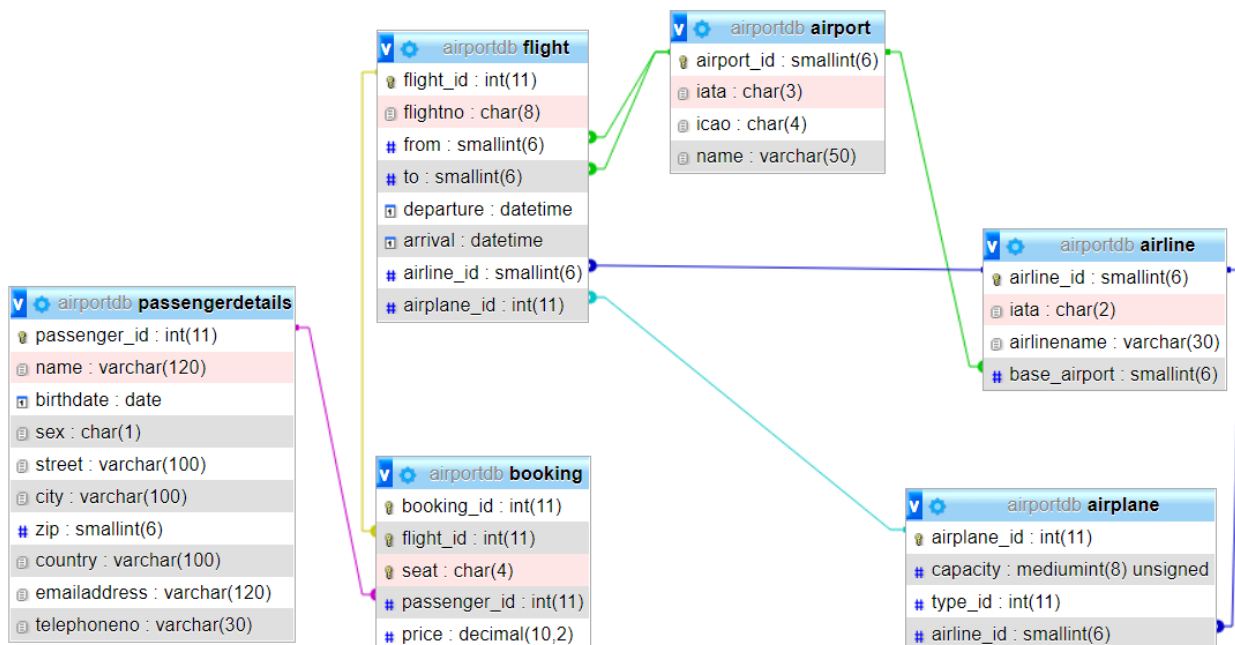 airportdb flight
flight_id : int(11)
flightno : char(8)
from : smallint(6)
to : smallint(6)
departure : datetime
arrival : datetime
airline_id : smallint(6)
airplane_id : int(11)
airportdb airport
airport_id : smallint(6)
iata : char(3)
icao : char(4)
name : varchar(50)
airportdb airline
airline_id : smallint(6)
iata : char(2)
airlinename : varchar(30)
base_airport : smallint(6)
airportdb passengerdetails
passenger_id : int(11)
name : varchar(120)
birthdate : date
sex : char(1)
street : varchar(100)
city : varchar(100)
zip : smallint(6)
country : varchar(100)
emailaddress : varchar(120)
telephoneno : varchar(30)
airportdb booking
booking_id : int(11)
flight_id : int(11)
seat : char(4)
passenger_id : int(11)
price : decimal(10,2)
airportdb airplane
airplane_id : int(11)
capacity : mediumint(8) unsigned
type_id : int(11)
airline_id : smallint(6)